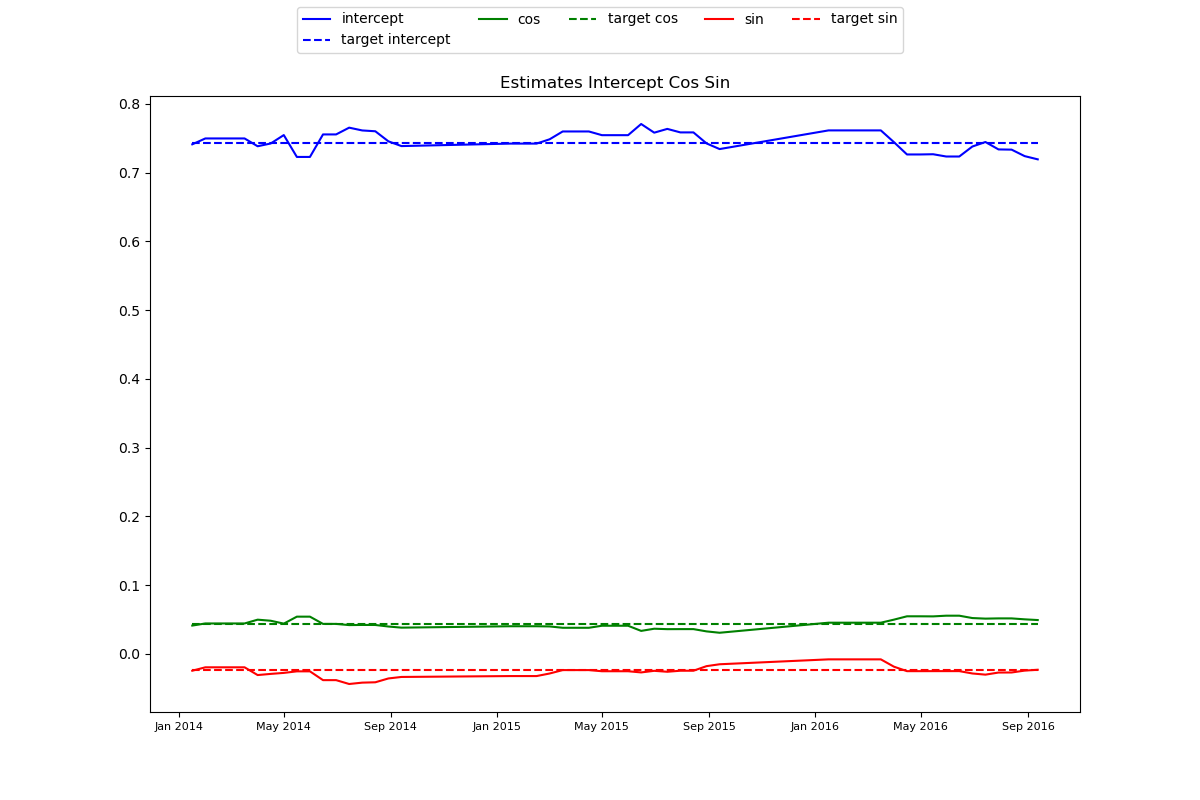 intercept cos target cos sin target sin
target intercept
Estimates Intercept Cos Sin
0.8
0.7
0.6
0.5
0.4
0.3
0.2
0.1
0.0
Jan 2014 May 2014 Sep 2014 Jan 2015 May 2015 Sep 2015 Jan 2016 May 2016 Sep 2016